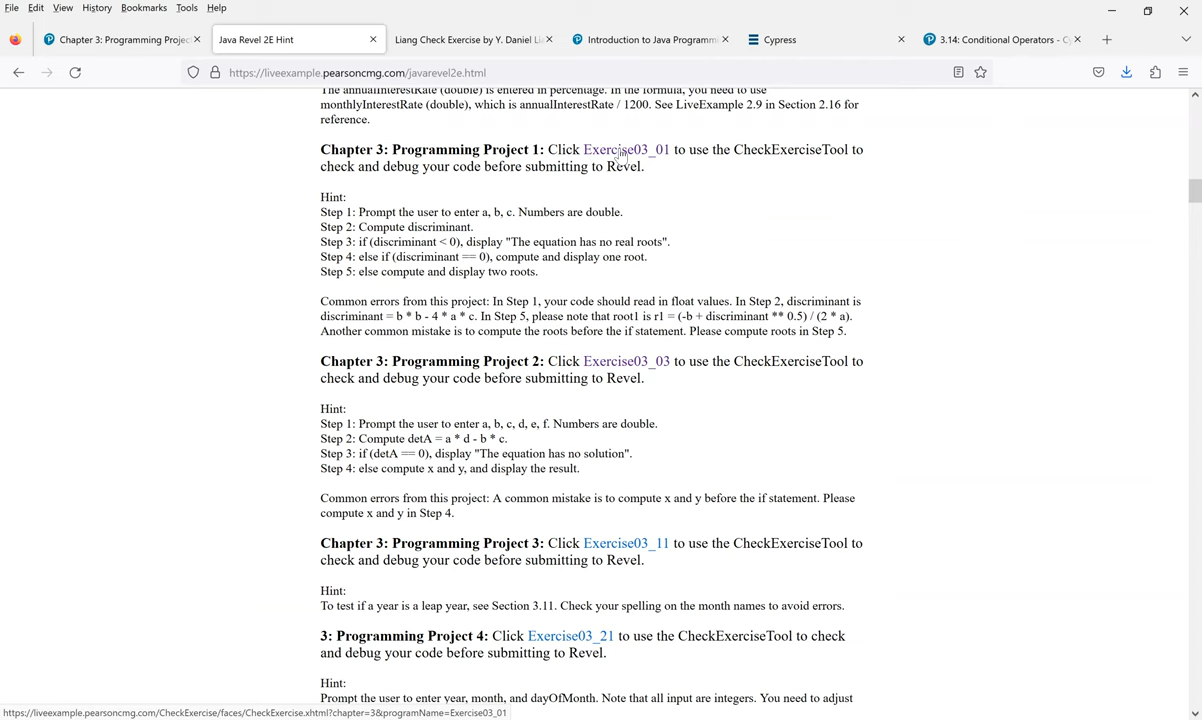 File Edit View History Bookmarks Tools Help
Chapter 3: Programming Projec
Java Revel 2E Hint
Liang Check Exercise by Y. Daniel Li
Introduction to Java Programm
Cypress
3.14: Conditional Operators - Cy
https://liveexample.pearsoncmg.com/javarevel2e.html
The annualInterestRate (double) is entered in percentage. In the formula, you need to use
monthlyInterestRate (double), which is annualInterestRate / 1200. See LiveExample 2.9 in Section 2.16 for
reference.
Chapter 3: Programming Project 1: Click Exercise03_01 to use the CheckExerciseTool to
check and debug your code before submitting to Revel.
Hint:
Step 1: Prompt the user to enter a, b, c. Numbers are double.
Step 2: Compute discriminant.
Step 3: if (discriminant < 0), display "The equation has no real roots".
Step 4: else if (discriminant == 0), compute and display one root.
Step 5: else compute and display two roots.
Common errors from this project: In Step 1, your code should read in float values. In Step 2, discriminant is
discriminant = b * b - 4 * a * c. In Step 5, please note that root1 is r1 = (-b + discriminant ** 0.5) / (2 * a).
Another common mistake is to compute the roots before the if statement. Please compute roots in Step 5.
Chapter 3: Programming Project 2: Click Exercise03_03 to use the CheckExerciseTool to
check and debug your code before submitting to Revel.
Hint:
Step 1: Prompt the user to enter a, b, c, d, e, f. Numbers are double.
Step 2: Compute detA = a * d - b * c.
Step 3: if (detA == 0), display "The equation has no solution".
Step 4: else compute x and y, and display the result.
Common errors from this project: A common mistake is to compute x and y before the if statement. Please
compute x and y in Step 4.
Chapter 3: Programming Project 3: Click Exercise03_11 to use the CheckExerciseTool to
check and debug your code before submitting to Revel.
Hint:
To test if a year is a leap year, see Section 3.11. Check your spelling on the month names to avoid errors.
3: Programming Project 4: Click Exercise03_21 to use the CheckExerciseTool to check
and debug your code before submitting to Revel.
Hint:
Prompt the user to enter year, month, and dayOfMonth. Note that all input are integers. You need to adjust
https://liveexample.pearsoncmg.com/CheckExercise/faces/CheckExercise.xhtml?chapter=3&programName=Exercise03_01